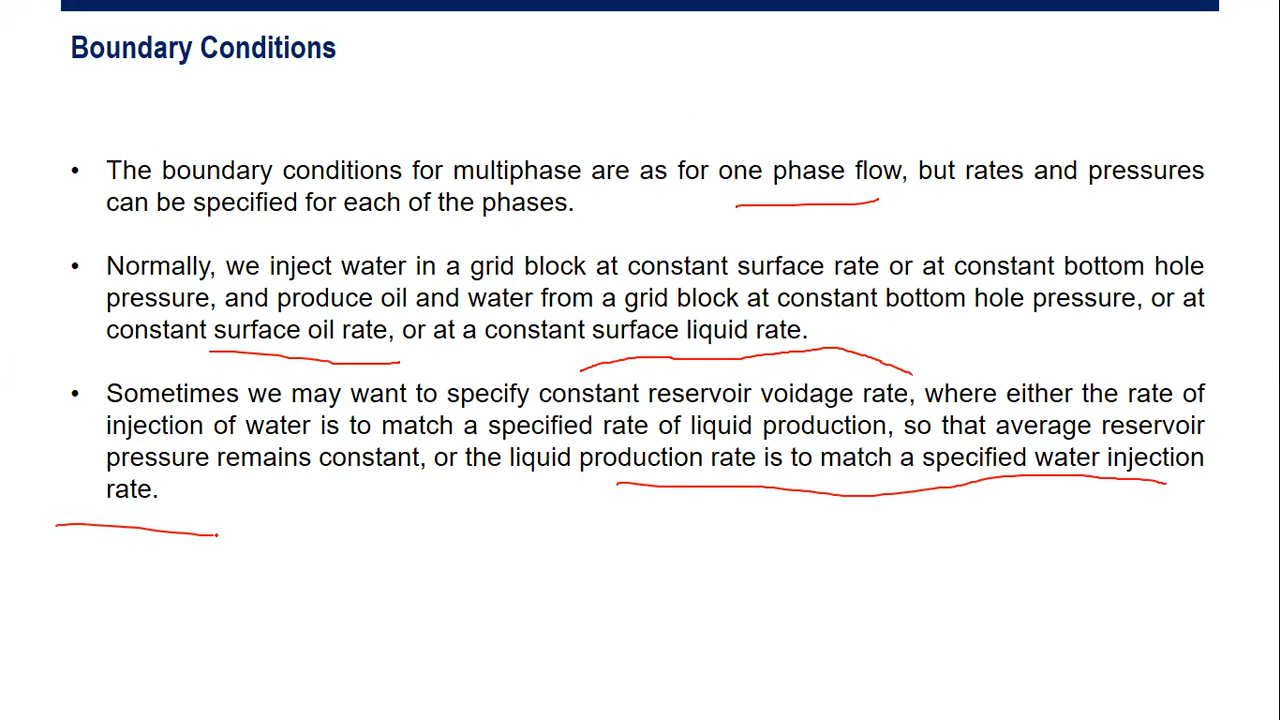 Boundary Conditions
• The boundary conditions for multiphase are as for one phase flow, but rates and pressures
can be specified for each of the phases.
• Normally, we inject water in a grid block at constant surface rate or at constant bottom hole
pressure, and produce oil and water from a grid block at constant bottom hole pressure, or at
constant surface oil rate, or at a constant surface liquid rate.
• Sometimes we may want to specify constant reservoir voidage rate, where either the rate of
injection of water is to match a specified rate of liquid production, so that average reservoir
pressure remains constant, or the liquid production rate is to match a specified water injection
rate.